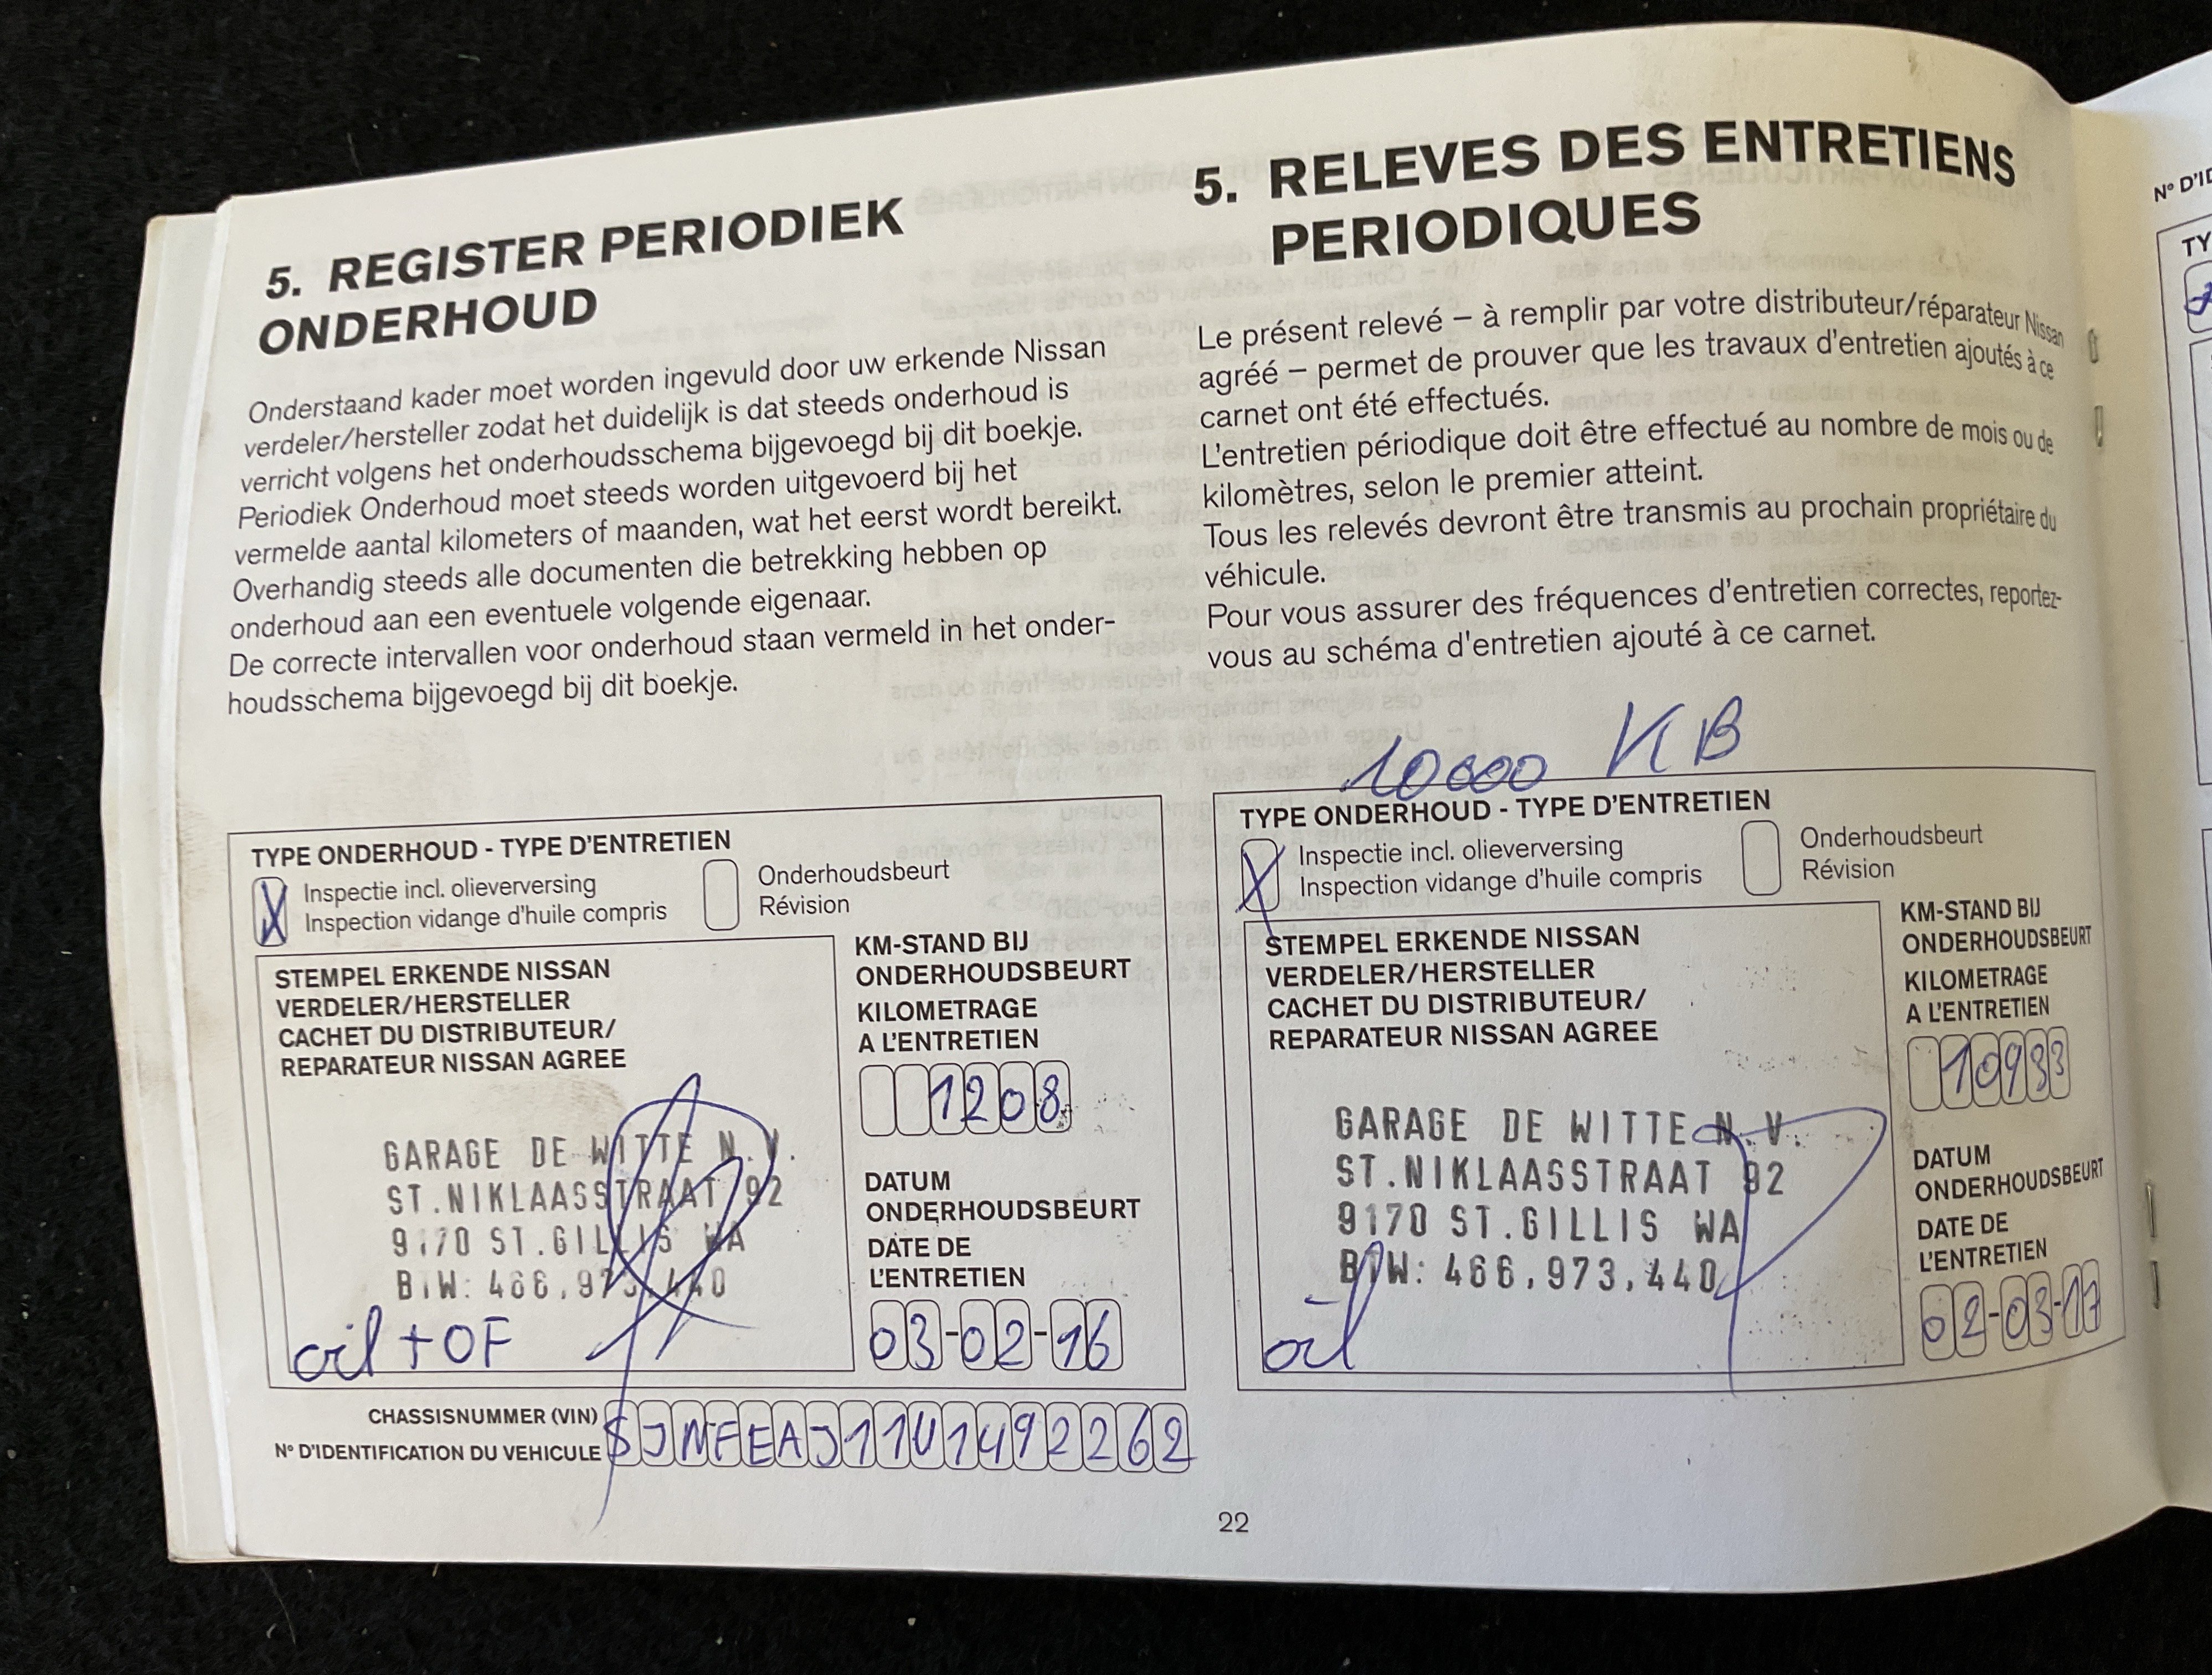 5. REGISTER PERIODIEK
ONDERHOUD
Onderstaand kader moet worden ingevuld door uw erkende Nissan
verdeler/hersteller zodat het duidelijk is dat steeds onderhoud is
verricht volgens het onderhoudsschema bijgevoegd bij dit boekje.
Periodiek Onderhoud moet steeds worden uitgevoerd bij het
vermelde aantal kilometers of maanden, wat het eerst wordt bereikt.
Overhandig steeds alle documenten die betrekking hebben op
onderhoud aan een eventuele volgende eigenaar.
De correcte intervallen voor onderhoud staan vermeld in het onder-
houdsschema bijgevoegd bij dit boekje.
5. RELEVES DES ENTRETIENS
PERIODIQUES
Le présent relevé – à remplir par votre distributeur/réparateur Nissan
agréé – permet de prouver que les travaux d'entretien ajoutés à ce
carnet ont été effectués.
L'entretien périodique doit être effectué au nombre de mois ou de
kilomètres, selon le premier atteint.
Tous les relevés devront être transmis au prochain propriétaire du
véhicule.
Pour vous assurer des fréquences d'entretien correctes, reportez-
vous au schéma d'entretien ajouté à ce carnet.
TYPE ONDERHOUD - TYPE D'ENTRETIEN
X Inspectie incl. olieverversing
Inspection vidange d'huile compris
Onderhoudsbeurt
Révision
STEMPEL ERKENDE NISSAN
VERDELER/HERSTELLER
CACHET DU DISTRIBUTEUR/
REPARATEUR NISSAN AGREE
GARAGE DE WITTE N.V.
ST.NIKLAASSTRAAT 92
9170 ST.GILLIS WA
BTW: 466.973.440
oil + OF
KM-STAND BIJ
ONDERHOUDSBEURT
KILOMETRAGE
A L'ENTRETIEN
1208
DATUM
ONDERHOUDSBEURT
DATE DE
L'ENTRETIEN
03-02-16
CHASSISNUMMER (VIN)
N° D'IDENTIFICATION DU VEHICULE
SJNFEAJ11U1492262
10000 KB
TYPE ONDERHOUD - TYPE D'ENTRETIEN
X Inspectie incl. olieverversing
Inspection vidange d'huile compris
Onderhoudsbeurt
Révision
STEMPEL ERKENDE NISSAN
VERDELER/HERSTELLER
CACHET DU DISTRIBUTEUR/
REPARATEUR NISSAN AGREE
GARAGE DE WITTE N.V.
ST.NIKLAASSTRAAT 92
9170 ST.GILLIS WA
BTW: 466.973.440
oil
KM-STAND BIJ
ONDERHOUDSBEURT
KILOMETRAGE
A L'ENTRETIEN
10933
DATUM
ONDERHOUDSBEURT
DATE DE
L'ENTRETIEN
02-03-17
22
N° D'ID
TY